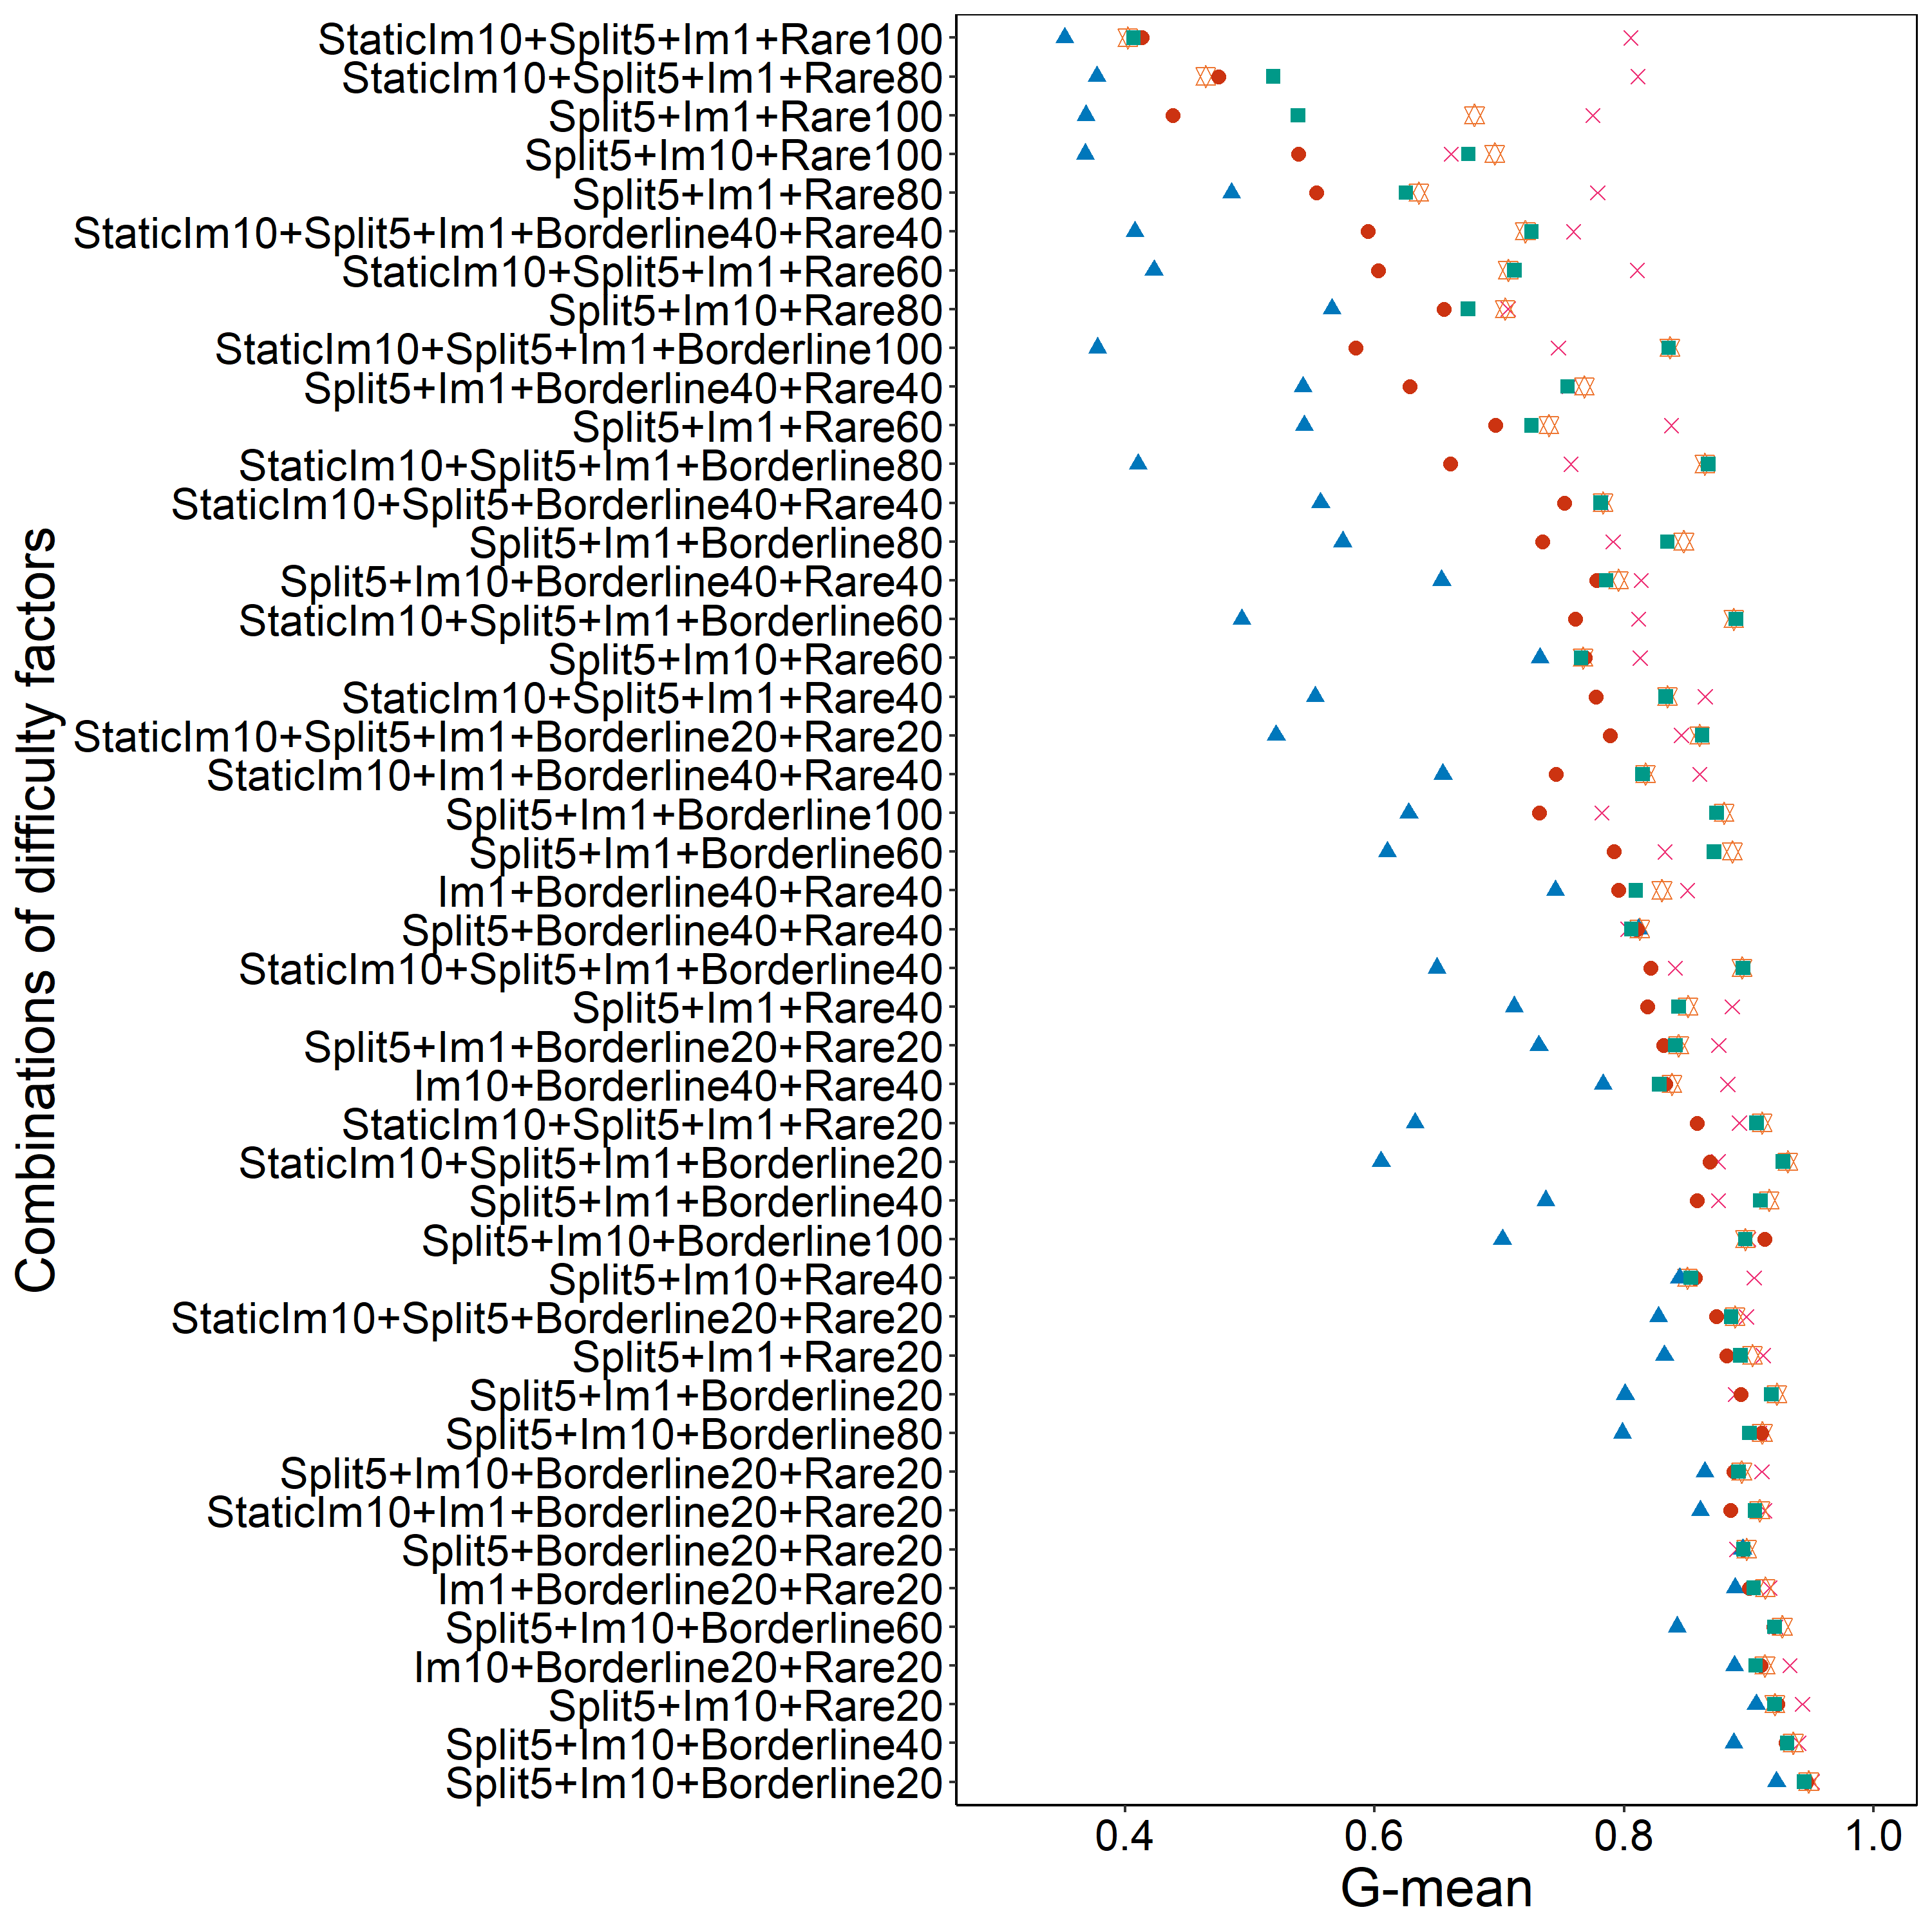 Combinations of difficulty factors
StaticIm10+Split5+Im1+Rare100
StaticIm10+Split5+Im1+Rare80
Split5+Im1+Rare100
Split5+Im10+Rare100
Split5+Im1+Rare80
StaticIm10+Split5+Im1+Borderline40+Rare40
StaticIm10+Split5+Im1+Rare60
Split5+Im10+Rare80
StaticIm10+Split5+Im1+Borderline100
Split5+Im1+Borderline40+Rare40
Split5+Im1+Rare60
StaticIm10+Split5+Im1+Borderline80
StaticIm10+Split5+Borderline40+Rare40
Split5+Im1+Borderline80
Split5+Im10+Borderline40+Rare40
StaticIm10+Split5+Im1+Borderline60
Split5+Im10+Rare60
StaticIm10+Split5+Im1+Rare40
StaticIm10+Split5+Im1+Borderline20+Rare20
StaticIm10+Im1+Borderline40+Rare40
Split5+Im1+Borderline100
Split5+Im1+Borderline60
Im1+Borderline40+Rare40
Split5+Borderline40+Rare40
StaticIm10+Split5+Im1+Borderline40
Split5+Im1+Rare40
Split5+Im1+Borderline20+Rare20
Im10+Borderline40+Rare40
StaticIm10+Split5+Im1+Rare20
StaticIm10+Split5+Im1+Borderline20
Split5+Im1+Borderline40
Split5+Im10+Borderline100
Split5+Im10+Rare40
StaticIm10+Split5+Borderline20+Rare20
Split5+Im1+Rare20
Split5+Im1+Borderline20
Split5+Im10+Borderline80
Split5+Im10+Borderline20+Rare20
StaticIm10+Im1+Borderline20+Rare20
Split5+Borderline20+Rare20
Im1+Borderline20+Rare20
Split5+Im10+Borderline60
Im10+Borderline20+Rare20
Split5+Im10+Rare20
Split5+Im10+Borderline40
Split5+Im10+Borderline20
0.4 0.6 0.8 1.0
G-mean